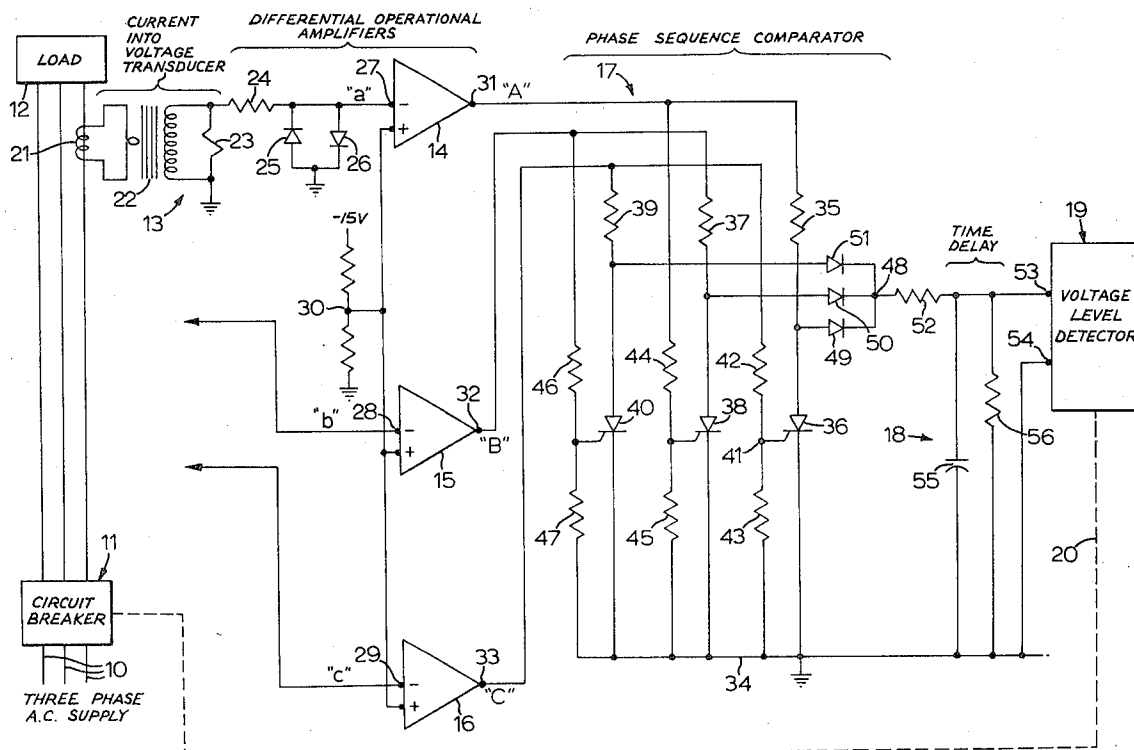 CURRENT
INTO
VOLTAGE
TRANSDUCER
DIFFERENTIAL OPERATIONAL
AMPLIFIERS
PHASE SEQUENCE COMPARATOR
LOAD
12
21
22
13
23
24
25
26
"a"
27
-
+
14
31
"A"
17
39
37
35
51
48
50
49
52
TIME
DELAY
19
53
VOLTAGE
LEVEL
DETECTOR
54
-15V
30
46
44
42
40
38
36
41
47
45
43
18
55
56
20
"b"
28
-
+
15
32
"B"
11
CIRCUIT
BREAKER
10
THREE PHASE
A.C. SUPPLY
"c"
29
-
+
16
33
"C"
34